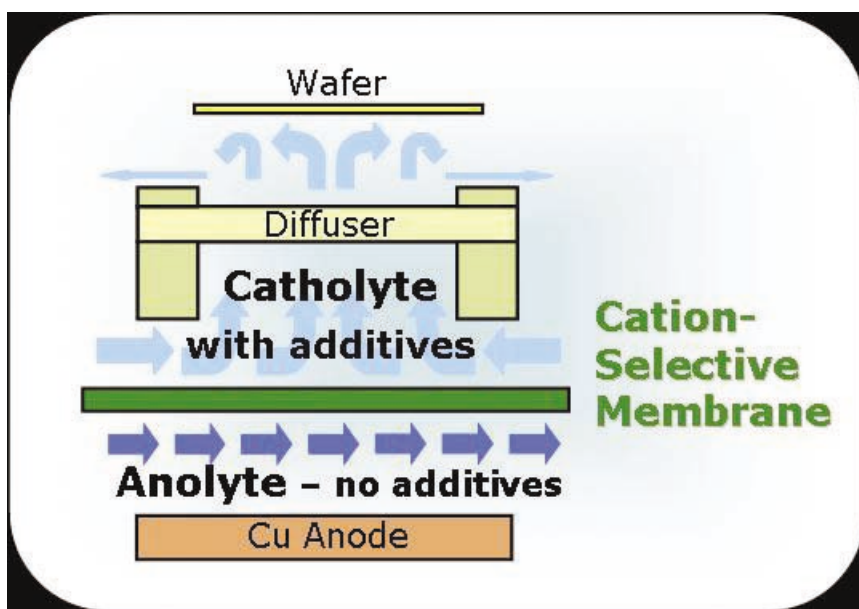 Wafer
Diffuser
Catholyte
with additives
Cation-
Selective
Membrane
Anolyte – no additives
Cu Anode